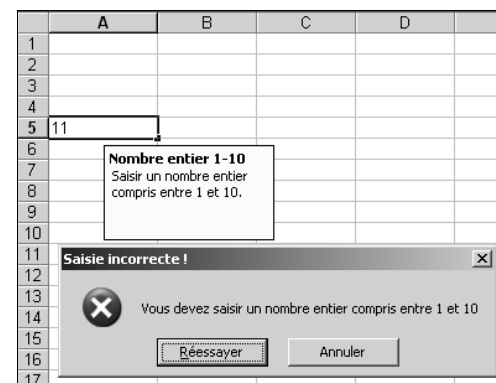 A B C D
1
2
3
4
5 11
6
7
8
9
10
11
12
13
14
15
16
17
Nombre entier 1-10
Saisir un nombre entier
compris entre 1 et 10.
Saisie incorrecte !
Vous devez saisir un nombre entier compris entre 1 et 10
Réessayer Annuler